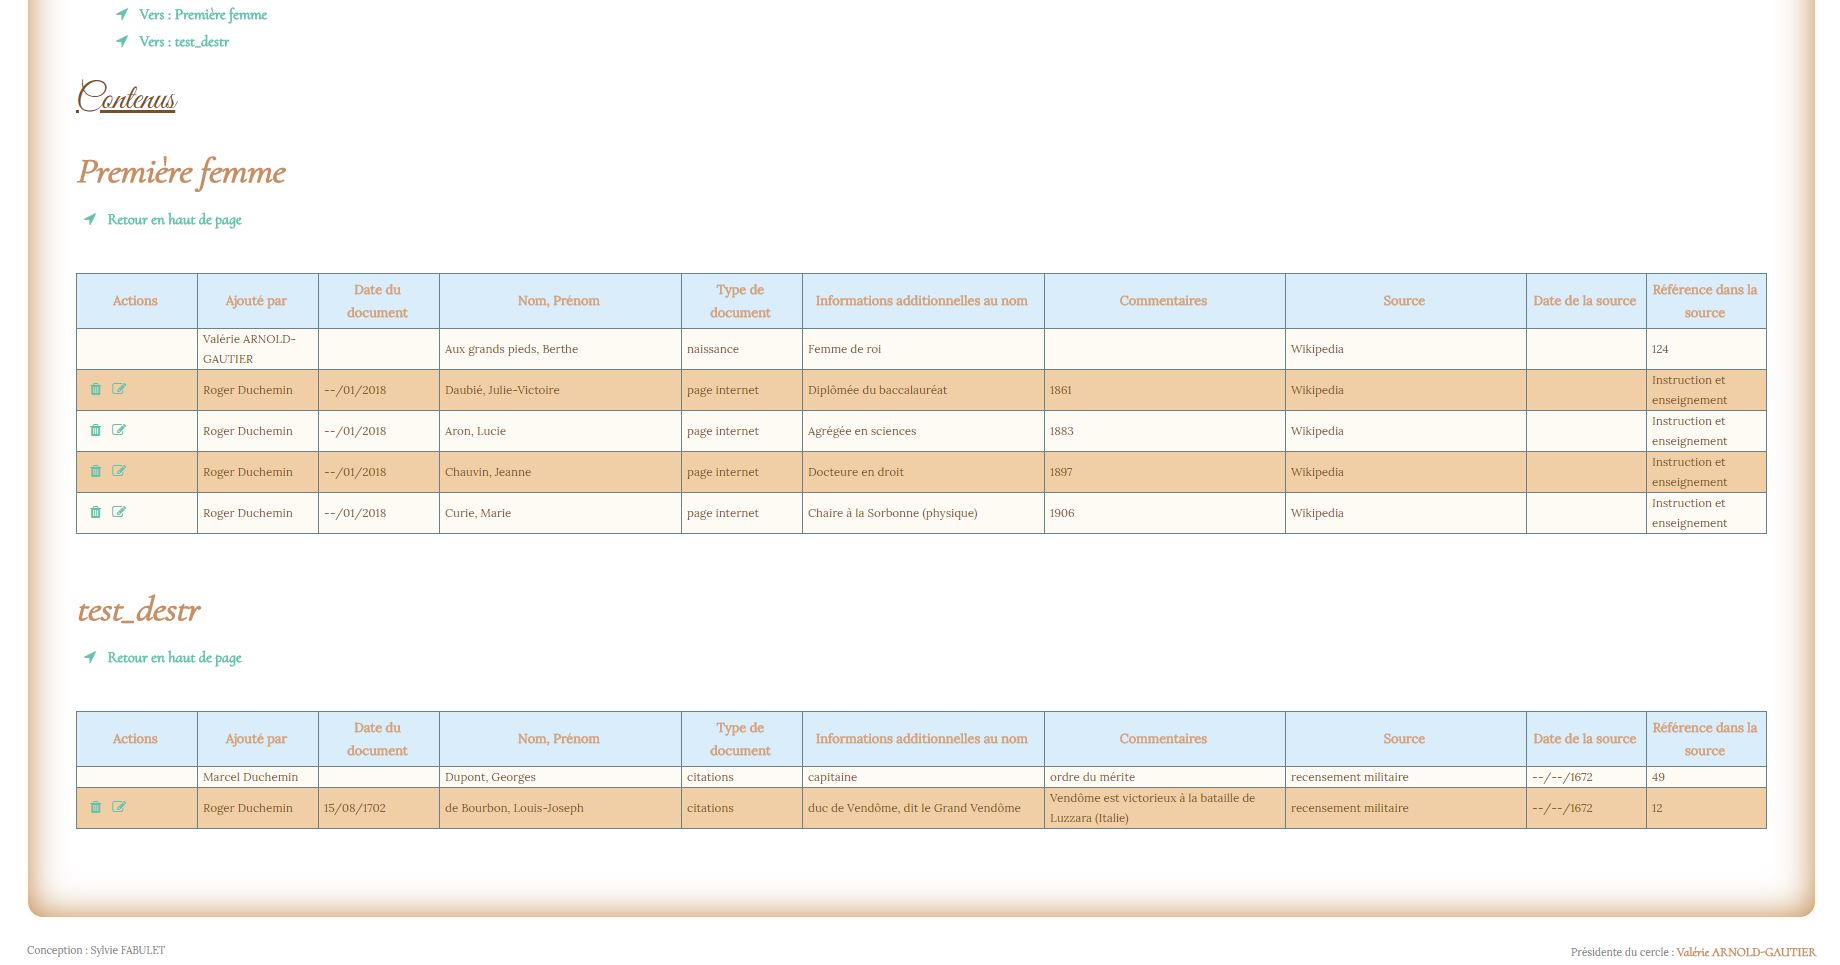 Vers : Première femme
Vers : test_destr
Contenus
Première femme
Retour en haut de page
Actions Ajouté par Date du document Nom, Prénom Type de document Informations additionnelles au nom Commentaires Source Date de la source Référence dans la source
Valérie ARNOLD-GAUTIER Aux grands pieds, Berthe naissance Femme de roi Wikipedia 124
Roger Duchemin --/01/2018 Daubié, Julie-Victoire page internet Diplômée du baccalauréat 1861 Wikipedia Instruction et enseignement
Roger Duchemin --/01/2018 Aron, Lucie page internet Agrégée en sciences 1883 Wikipedia Instruction et enseignement
Roger Duchemin --/01/2018 Chauvin, Jeanne page internet Docteure en droit 1897 Wikipedia Instruction et enseignement
Roger Duchemin --/01/2018 Curie, Marie page internet Chaire à la Sorbonne (physique) 1906 Wikipedia Instruction et enseignement
test_destr
Retour en haut de page
Actions Ajouté par Date du document Nom, Prénom Type de document Informations additionnelles au nom Commentaires Source Date de la source Référence dans la source
Marcel Duchemin Dupont, Georges citations capitaine ordre du mérite recensement militaire --/--/1672 49
Roger Duchemin 15/08/1702 de Bourbon, Louis-Joseph citations duc de Vendôme, dit le Grand Vendôme Vendôme est victorieux à la bataille de Luzzara (Italie) recensement militaire --/--/1672 12
Conception : Sylvie FABULET
Présidente du cercle : Valérie ARNOLD-GAUTIER